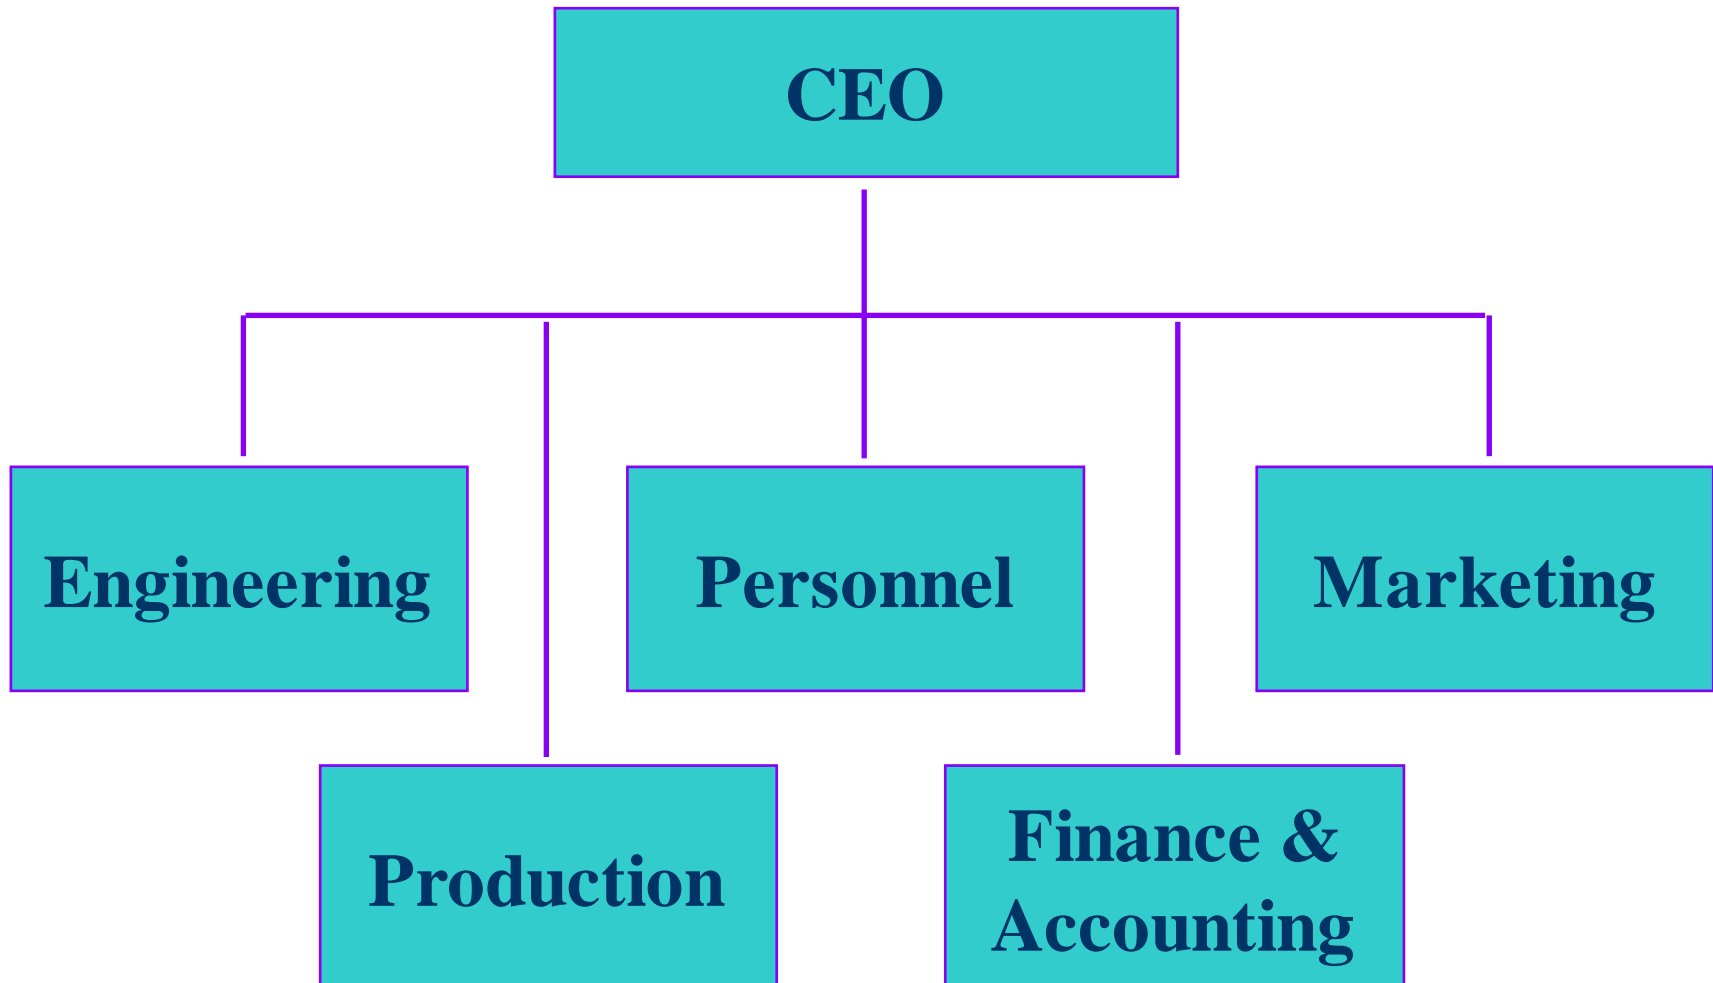 CEO
Engineering
Personnel
Marketing
Production
Finance &
Accounting